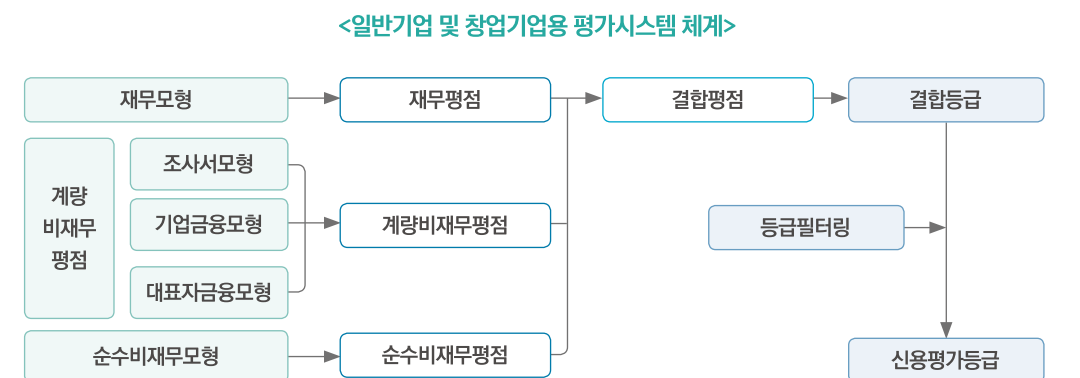 <일반기업 및 창업기업용 평가시스템 체계>
재무모형
재무평점
결합평점
결합등급
계량
비재무
평점
조사서모형
기업금융모형
대표자금융모형
계량비재무평점
등급필터링
순수비재무모형
순수비재무평점
신용평가등급